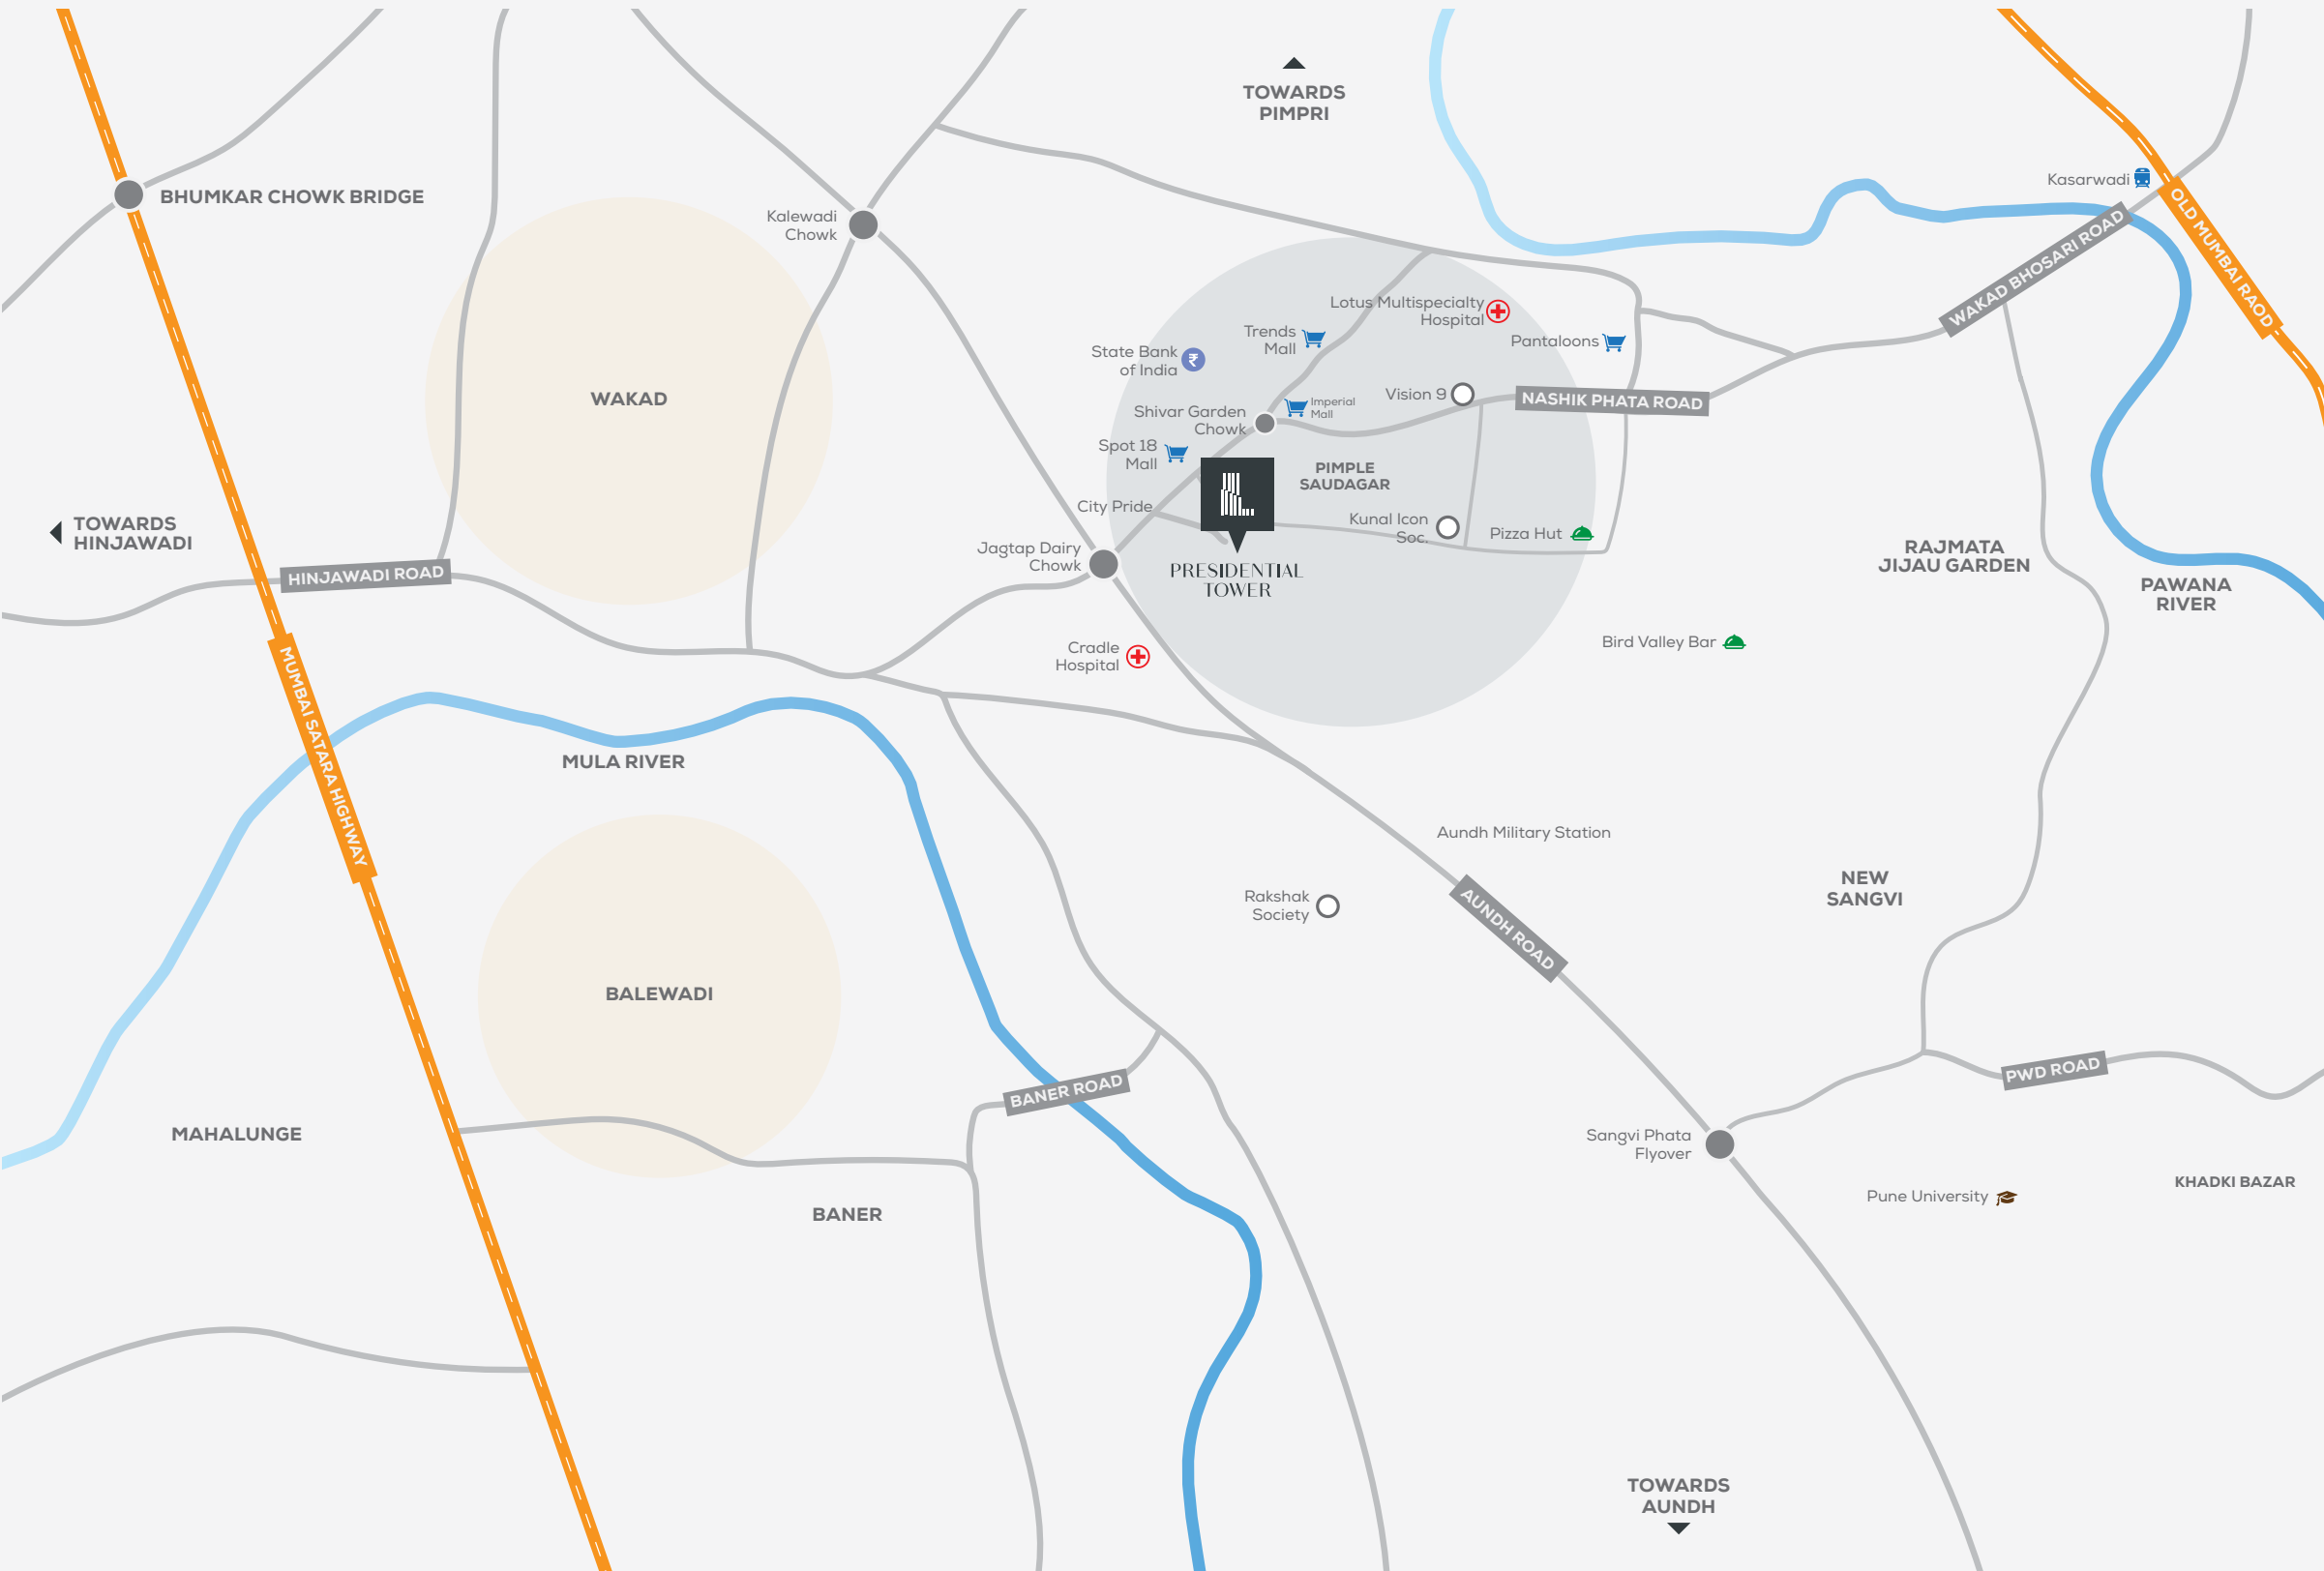 TOWARDS
PIMPRI
Kasarwadi
BHUMKAR CHOWK BRIDGE
Kalewadi
Chowk
OLD MUMBAI RAOD
WAKAD BHOSARI ROAD
Lotus Multispecialty
Hospital
Trends
Mall
Pantaloons
State Bank
of India
₹
WAKAD
Vision 9
NASHIK PHATA ROAD
Imperial
Mall
Shivar Garden
Chowk
Spot 18
Mall
PIMPLE
SAUDAGAR
City Pride
TOWARDS
HINJAWADI
Kunal Icon
Soc.
Pizza Hut
Jagtap Dairy
Chowk
RAJMATA
JIJAU GARDEN
HINJAWADI ROAD
PRESIDENTIAL
TOWER
PAWANA
RIVER
Cradle
Hospital
Bird Valley Bar
MUMBAI SATARA HIGHWAY
MULA RIVER
Aundh Military Station
NEW
SANGVI
Rakshak
Society
AUNDH ROAD
BALEWADI
PWD ROAD
BANER ROAD
MAHALUNGE
Sangvi Phata
Flyover
KHADKI BAZAR
Pune University
BANER
TOWARDS
AUNDH